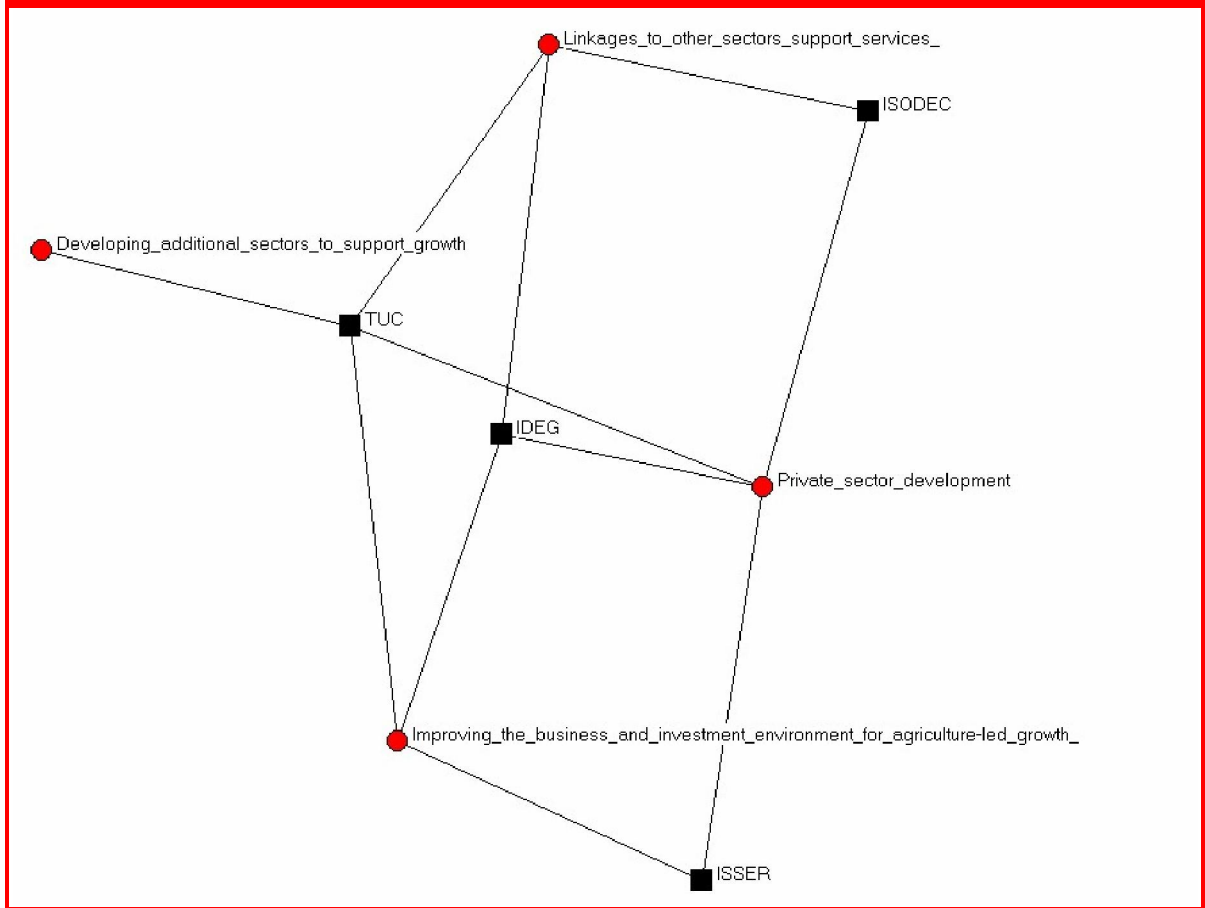 Linkages_to_other_sectors_support_services_
ISODEC
Developing_additional_sectors_to_support_growth
TUC
IDEG
Private_sector_development
Improving_the_business_and_investment_environment_for_agriculture-led_growth_
ISSER